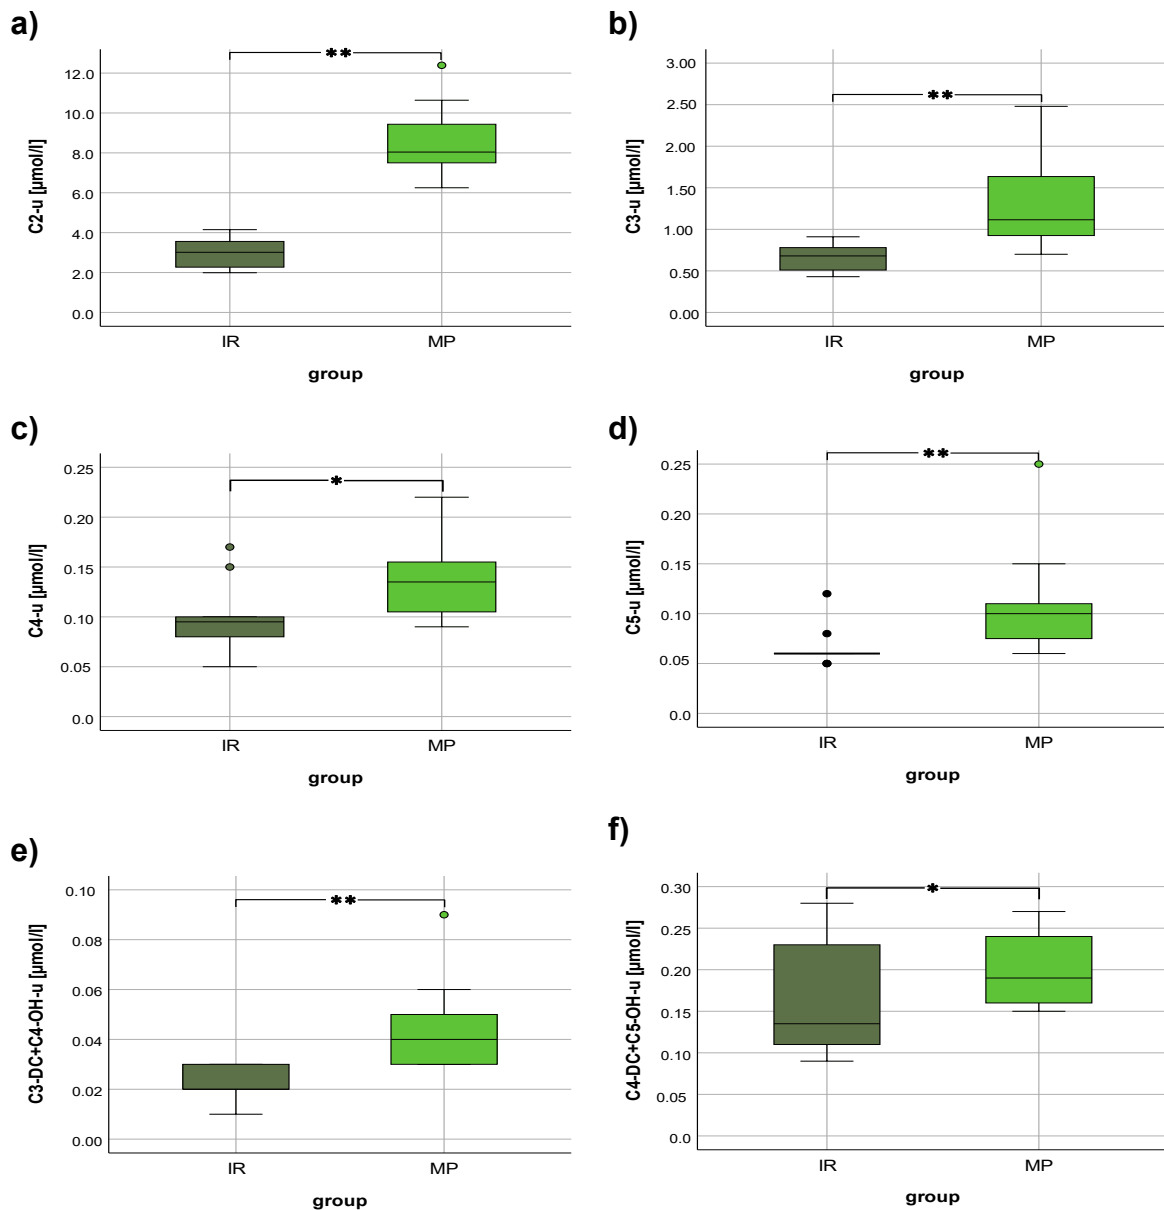 a)
C2-u [µmol/l]
12.0
10.0
8.0
6.0
4.0
2.0
0.0
**
IR
MP
group
b)
C3-u [µmol/l]
3.00
2.50
2.00
1.50
1.00
0.50
0.00
**
IR
MP
group
c)
C4-u [µmol/l]
0.25
0.20
0.15
0.10
0.05
0.0
*
IR
MP
group
d)
C5-u [µmol/l]
0.25
0.20
0.15
0.10
0.05
0.0
**
IR
MP
group
e)
C3-DC+C4-OH-u [µmol/l]
0.10
0.08
0.06
0.04
0.02
0.00
**
IR
MP
group
f)
C4-DC+C5-OH-u [µmol/l]
0.30
0.25
0.20
0.15
0.10
0.05
0.0
*
IR
MP
group